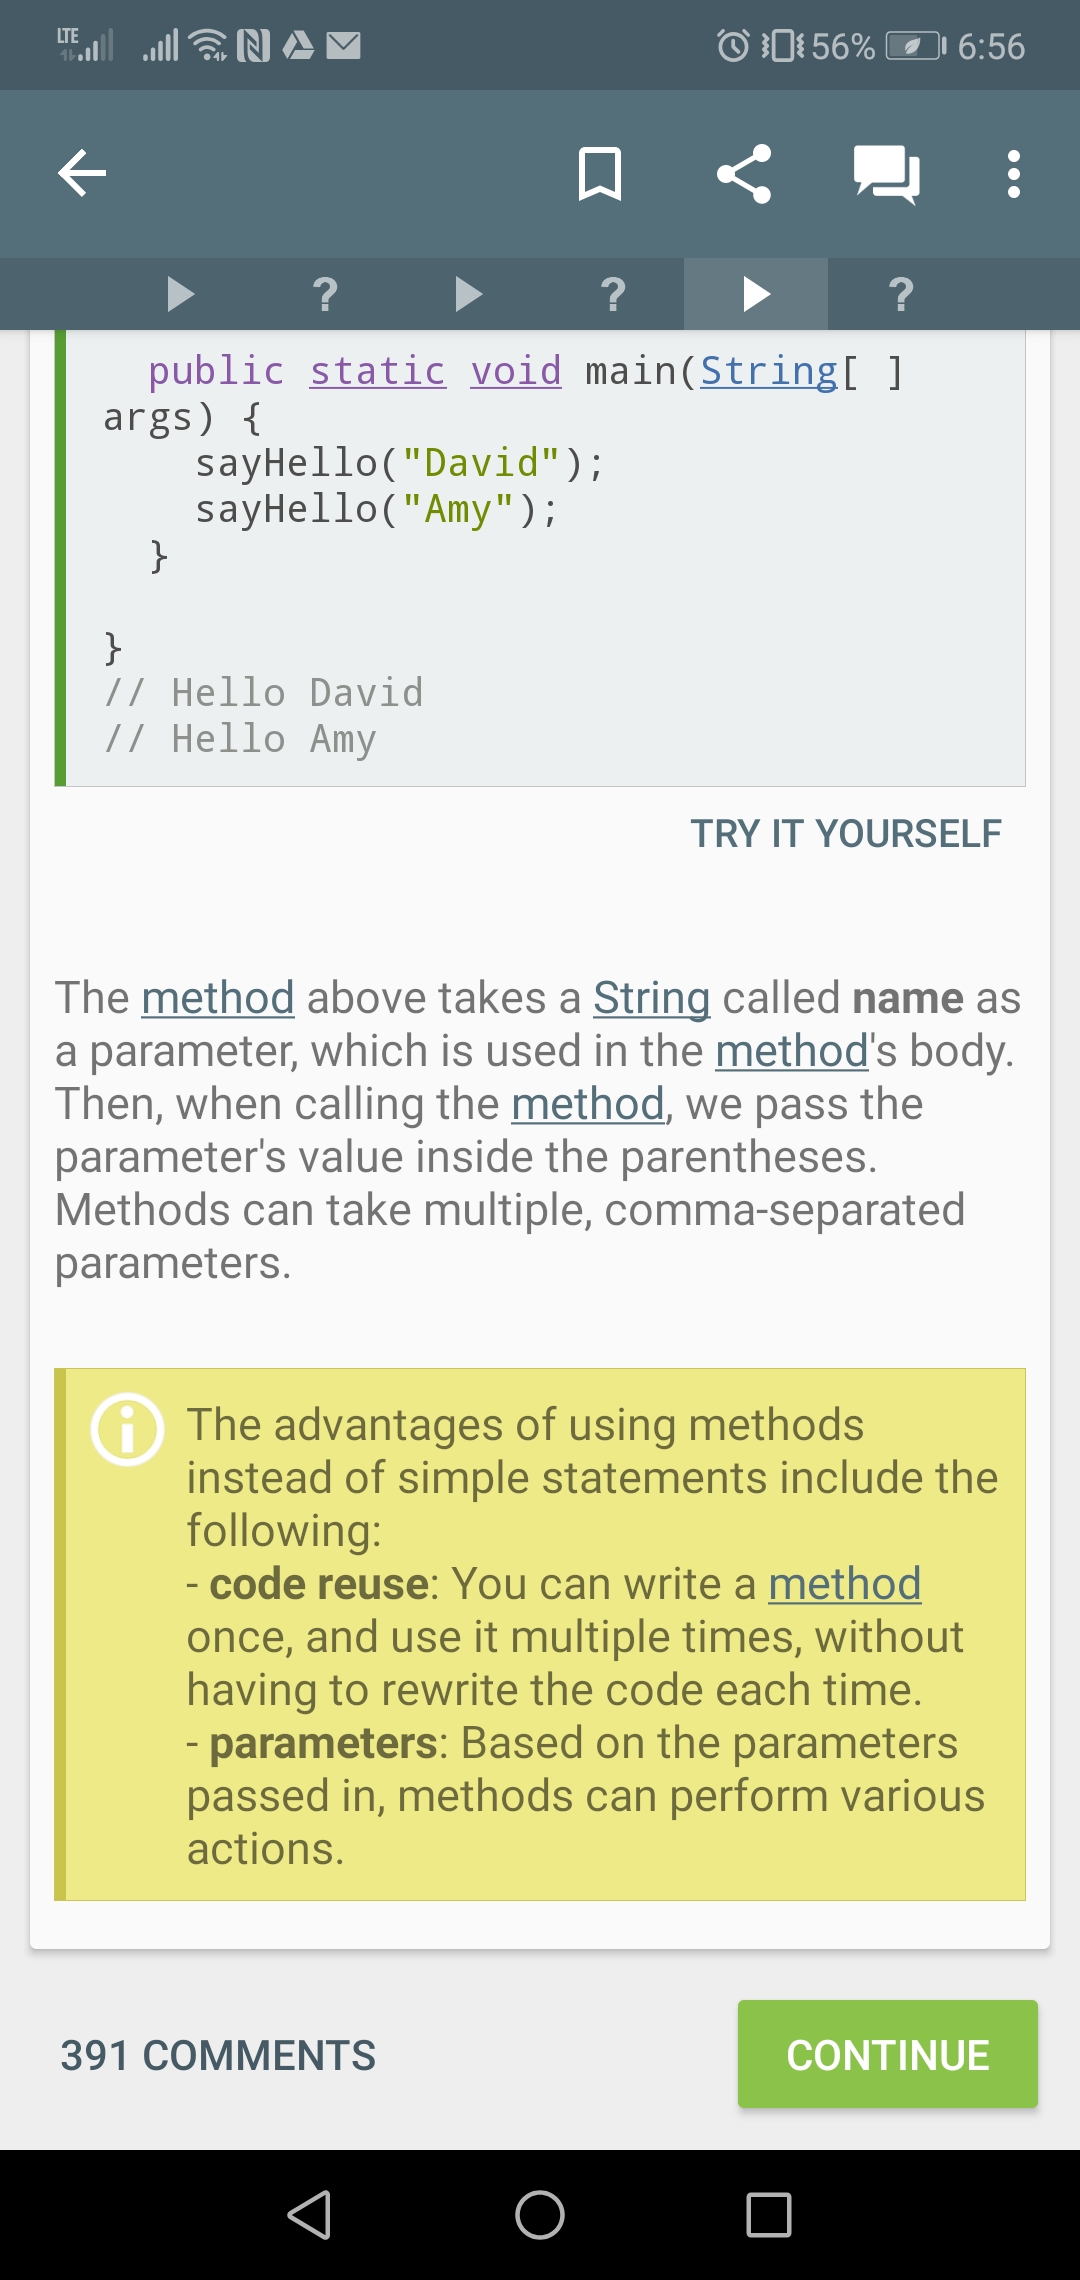 LTE 56% 6:56
? ? ?
public static void main(String[ ]
args) {
sayHello("David");
sayHello("Amy");
}
}
// Hello David
// Hello Amy
TRY IT YOURSELF
The method above takes a String called name as
a parameter, which is used in the method's body.
Then, when calling the method, we pass the
parameter's value inside the parentheses.
Methods can take multiple, comma-separated
parameters.
The advantages of using methods
instead of simple statements include the
following:
- code reuse: You can write a method
once, and use it multiple times, without
having to rewrite the code each time.
- parameters: Based on the parameters
passed in, methods can perform various
actions.
391 COMMENTS CONTINUE